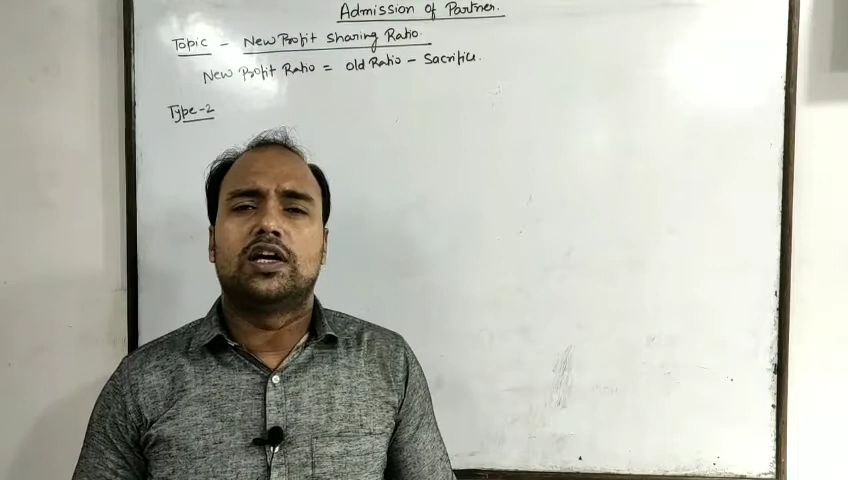 Admission of Partner.
Topic - New Profit sharing Ratio.
New Profit Ratio = old Ratio - Sacrifice.
Type-2